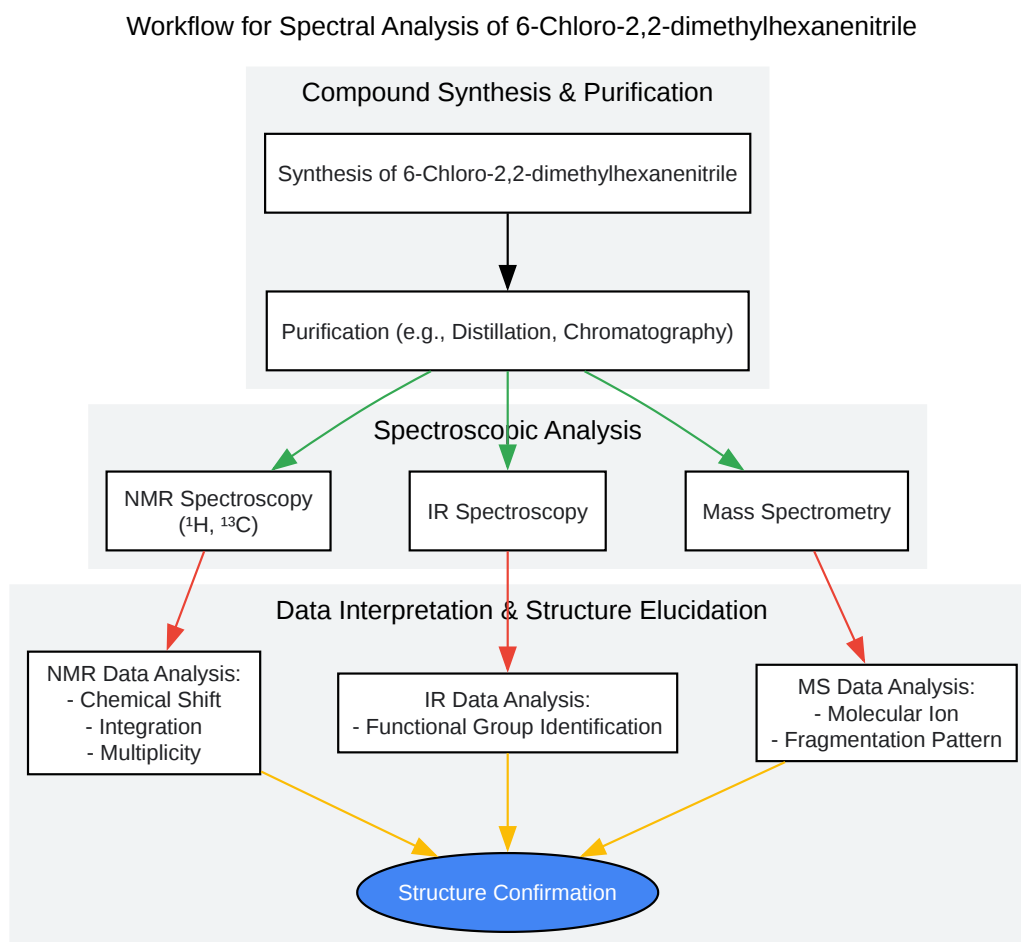 Workflow for Spectral Analysis of 6-Chloro-2,2-dimethylhexanenitrile
Compound Synthesis & Purification
Synthesis of 6-Chloro-2,2-dimethylhexanenitrile
Purification (e.g., Distillation, Chromatography)
Spectroscopic Analysis
NMR Spectroscopy
(¹H, ¹³C)
IR Spectroscopy
Mass Spectrometry
Data Interpretation & Structure Elucidation
NMR Data Analysis:
- Chemical Shift
- Integration
- Multiplicity
IR Data Analysis:
- Functional Group Identification
MS Data Analysis:
- Molecular Ion
- Fragmentation Pattern
Structure Confirmation